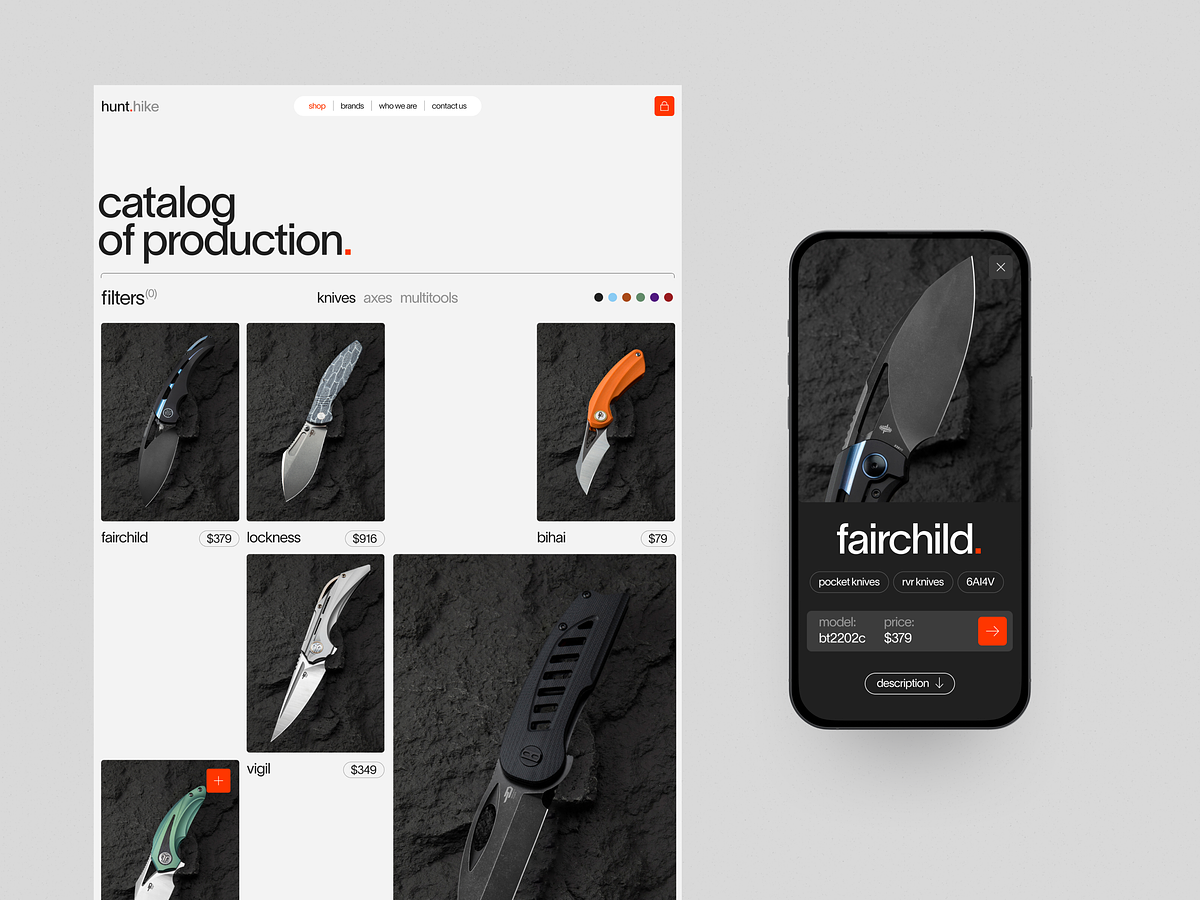 hunt.hike
shop
brands
who we are
contact us
catalog
of production.
filters(0)
knives axes multitools
fairchild $379
lockness $916
bihai $79
vigil $349
fairchild.
pocket knives
rvr knives
6Al4V
model: price:
bt2202c $379
description ↓